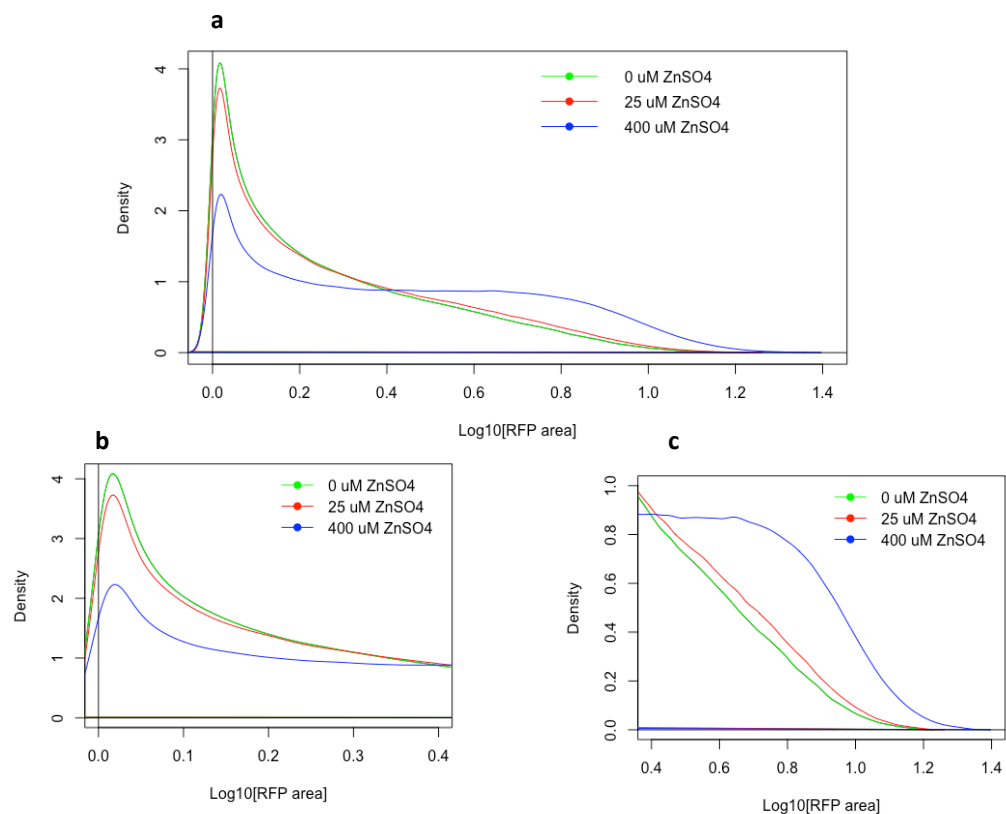 a
Density
4
3
2
1
0
0 uM ZnSO4
25 uM ZnSO4
400 uM ZnSO4
0.0 0.2 0.4 0.6 0.8 1.0 1.2 1.4
Log10[RFP area]
b
Density
4
3
2
1
0
0 uM ZnSO4
25 uM ZnSO4
400 uM ZnSO4
0.0 0.1 0.2 0.3 0.4
Log10[RFP area]
c
Density
1.0
0.8
0.6
0.4
0.2
0.0
0 uM ZnSO4
25 uM ZnSO4
400 uM ZnSO4
0.4 0.6 0.8 1.0 1.2 1.4
Log10[RFP area]